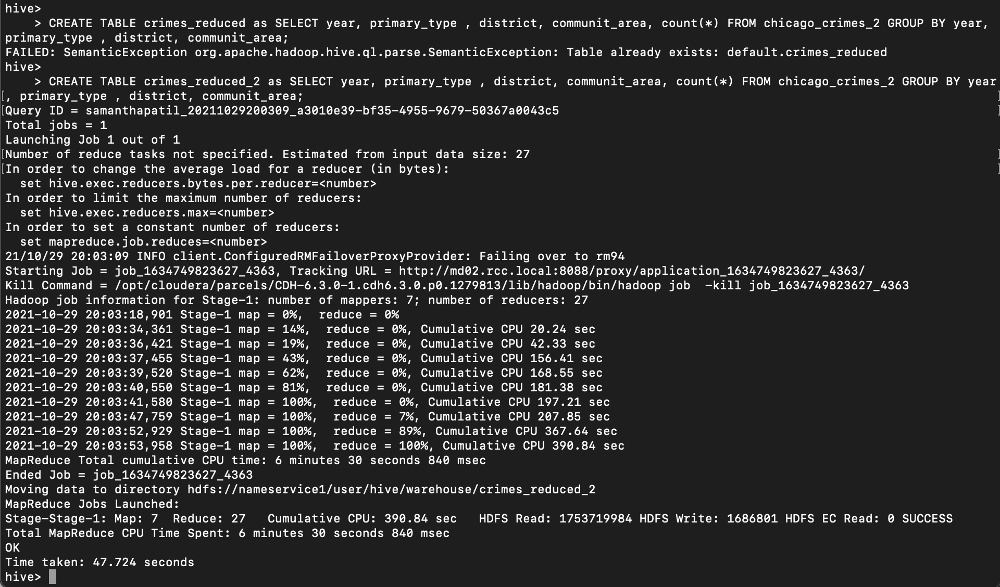 hive>
    > CREATE TABLE crimes_reduced as SELECT year, primary_type , district, communit_area, count(*) FROM chicago_crimes_2 GROUP BY year,
primary_type , district, communit_area;
FAILED: SemanticException org.apache.hadoop.hive.ql.parse.SemanticException: Table already exists: default.crimes_reduced
hive>
    > CREATE TABLE crimes_reduced_2 as SELECT year, primary_type , district, communit_area, count(*) FROM chicago_crimes_2 GROUP BY year
[, primary_type , district, communit_area; ]
[Query ID = samanthapatil_20211029200309_a3010e39-bf35-4955-9679-50367a0043c5 ]
Total jobs = 1
Launching Job 1 out of 1
[Number of reduce tasks not specified. Estimated from input data size: 27 ]
[In order to change the average load for a reducer (in bytes): ]
  set hive.exec.reducers.bytes.per.reducer=<number>
In order to limit the maximum number of reducers:
  set hive.exec.reducers.max=<number>
In order to set a constant number of reducers:
  set mapreduce.job.reduces=<number>
21/10/29 20:03:09 INFO client.ConfiguredRMFailoverProxyProvider: Failing over to rm94
Starting Job = job_1634749823627_4363, Tracking URL = http://md02.rcc.local:8088/proxy/application_1634749823627_4363/
Kill Command = /opt/cloudera/parcels/CDH-6.3.0-1.cdh6.3.0.p0.1279813/lib/hadoop/bin/hadoop job  -kill job_1634749823627_4363
Hadoop job information for Stage-1: number of mappers: 7; number of reducers: 27
2021-10-29 20:03:18,901 Stage-1 map = 0%,  reduce = 0%
2021-10-29 20:03:34,361 Stage-1 map = 14%,  reduce = 0%, Cumulative CPU 20.24 sec
2021-10-29 20:03:36,421 Stage-1 map = 19%,  reduce = 0%, Cumulative CPU 42.33 sec
2021-10-29 20:03:37,455 Stage-1 map = 43%,  reduce = 0%, Cumulative CPU 156.41 sec
2021-10-29 20:03:39,520 Stage-1 map = 62%,  reduce = 0%, Cumulative CPU 168.55 sec
2021-10-29 20:03:40,550 Stage-1 map = 81%,  reduce = 0%, Cumulative CPU 181.38 sec
2021-10-29 20:03:41,580 Stage-1 map = 100%,  reduce = 0%, Cumulative CPU 197.21 sec
2021-10-29 20:03:47,759 Stage-1 map = 100%,  reduce = 7%, Cumulative CPU 207.85 sec
2021-10-29 20:03:52,929 Stage-1 map = 100%,  reduce = 89%, Cumulative CPU 367.64 sec
2021-10-29 20:03:53,958 Stage-1 map = 100%,  reduce = 100%, Cumulative CPU 390.84 sec
MapReduce Total cumulative CPU time: 6 minutes 30 seconds 840 msec
Ended Job = job_1634749823627_4363
Moving data to directory hdfs://nameservice1/user/hive/warehouse/crimes_reduced_2
MapReduce Jobs Launched:
Stage-Stage-1: Map: 7  Reduce: 27   Cumulative CPU: 390.84 sec   HDFS Read: 1753719984 HDFS Write: 1686801 HDFS EC Read: 0 SUCCESS
Total MapReduce CPU Time Spent: 6 minutes 30 seconds 840 msec
OK
Time taken: 47.724 seconds
hive>